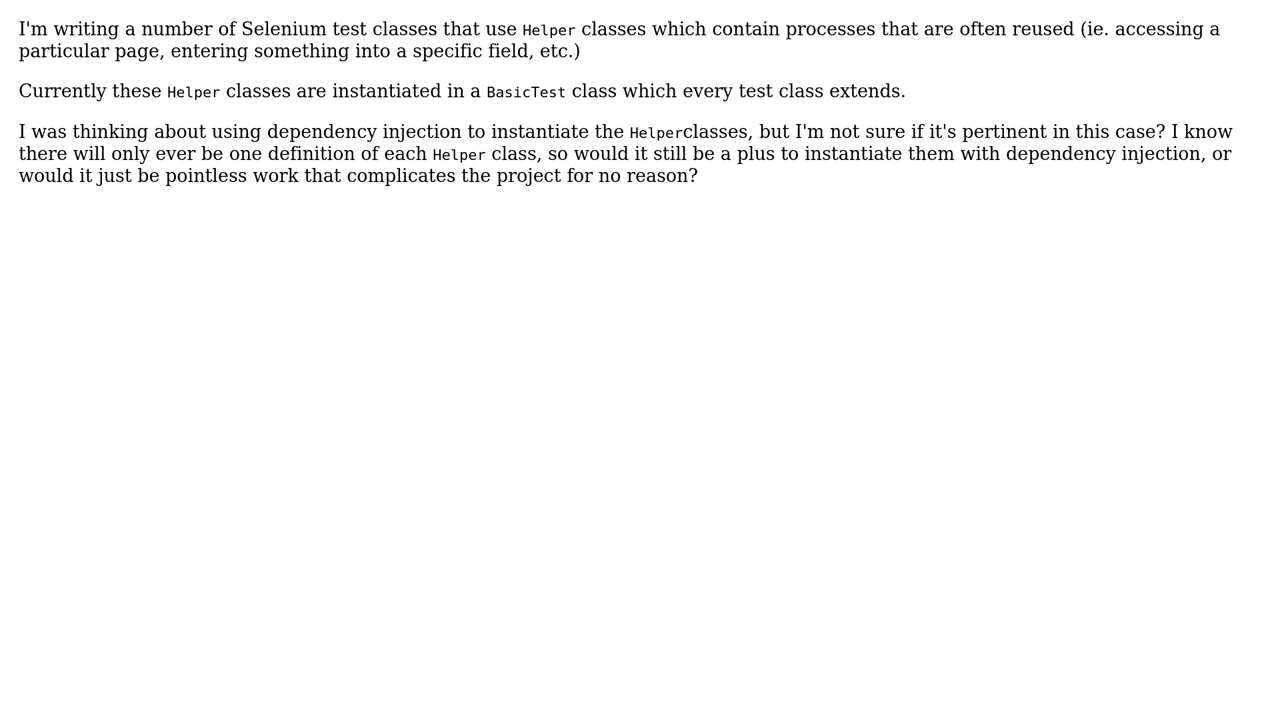 I'm writing a number of Selenium test classes that use Helper classes which contain processes that are often reused (ie. accessing a
particular page, entering something into a specific field, etc.)
Currently these Helper classes are instantiated in a BasicTest class which every test class extends.
I was thinking about using dependency injection to instantiate the Helperclasses, but I'm not sure if it's pertinent in this case? I know
there will only ever be one definition of each Helper class, so would it still be a plus to instantiate them with dependency injection, or
would it just be pointless work that complicates the project for no reason?